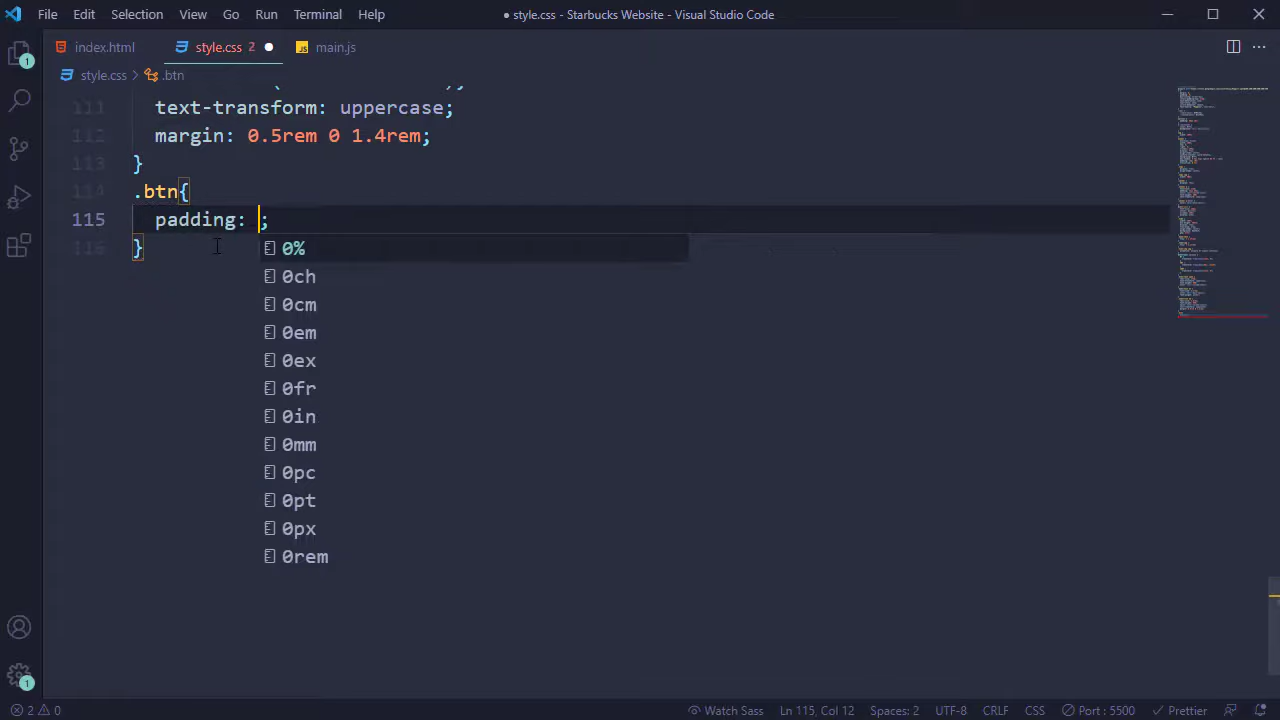 File Edit Selection View Go Run Terminal Help
● style.css - Starbucks Website - Visual Studio Code
index.html style.css 2 ● JS main.js
style.css > .btn
111 text-transform: uppercase;
112 margin: 0.5rem 0 1.4rem;
113 }
114 .btn{
115 padding: ;
116 }
0%
0ch
0cm
0em
0ex
0fr
0in
0mm
0pc
0pt
0px
0rem
1
1
2 0 Watch Sass Ln 115, Col 12 Spaces: 2 UTF-8 CRLF CSS Port : 5500 Prettier